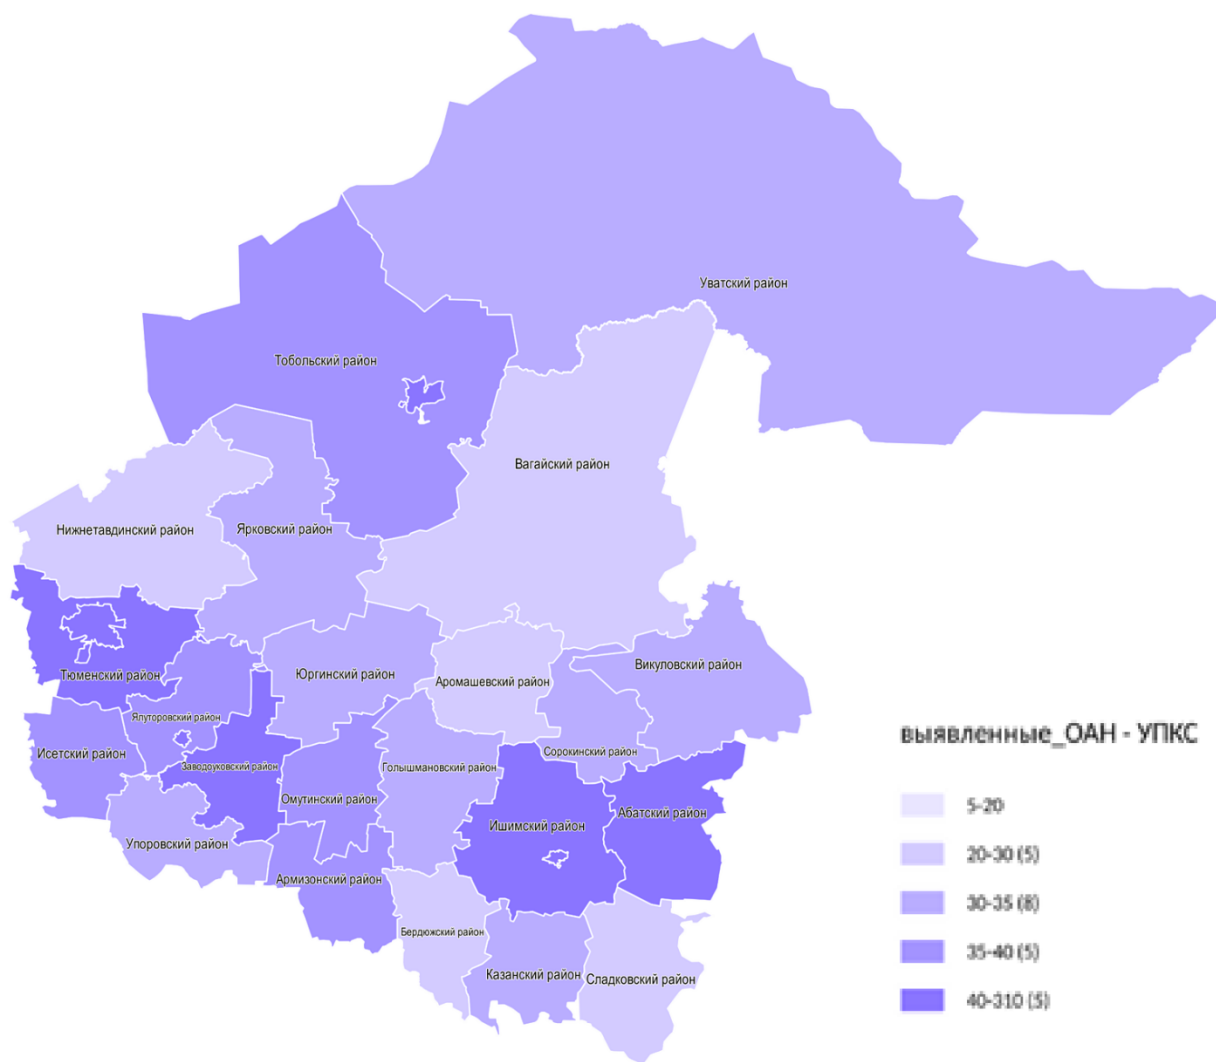 Уватский район
Тобольский район
Вагайский район
Нижнетавдинский район
Ярковский район
Тюменский район
Юргинский район
Аромашевский район
Викуловский район
Ялуторовский район
Исетский район
Заводоуковский район
Сорокинский район
Голышмановский район
Омутинский район
Ишимский район
Абатский район
Упоровский район
Армизонский район
Бердюжский район
Казанский район
Сладковский район
выявленные_ОАН - УПКС
5-20
20-30 (5)
30-35 (8)
35-40 (5)
40-310 (5)